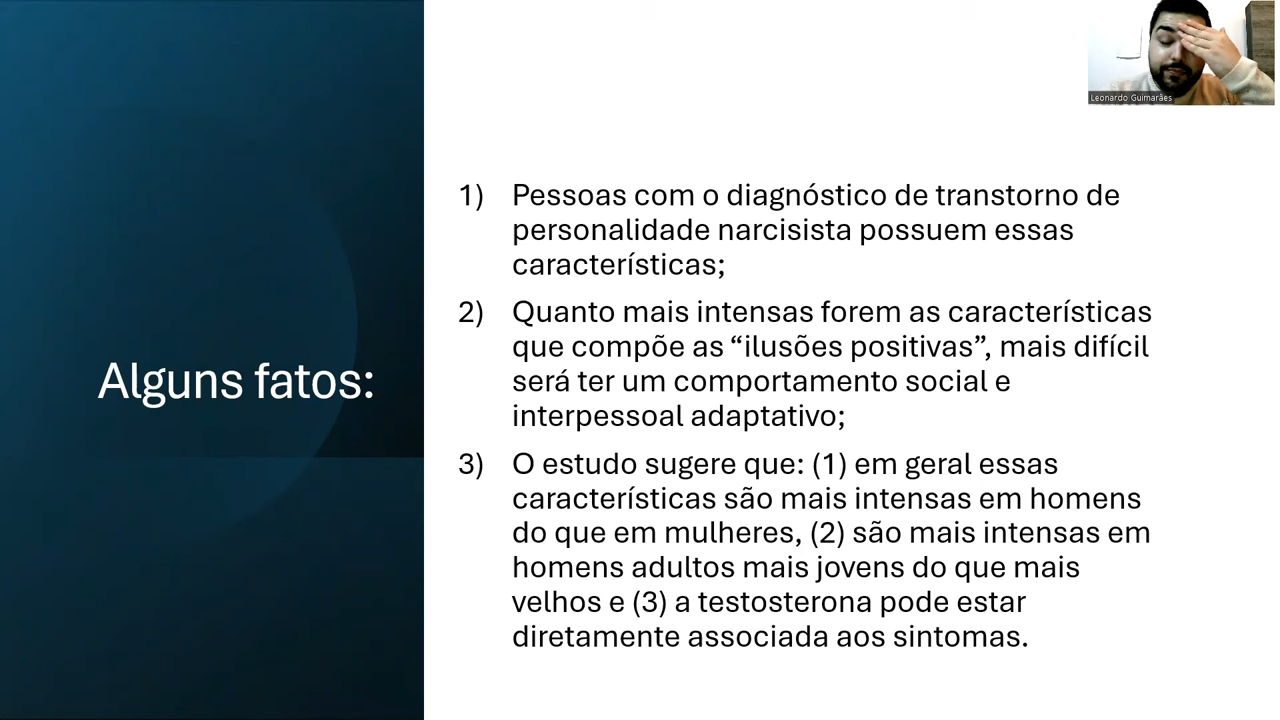 Leonardo Guimarães
Alguns fatos:
1) Pessoas com o diagnóstico de transtorno de
personalidade narcisista possuem essas
características;
2) Quanto mais intensas forem as características
que compõe as “ilusões positivas”, mais difícil
será ter um comportamento social e
interpessoal adaptativo;
3) O estudo sugere que: (1) em geral essas
características são mais intensas em homens
do que em mulheres, (2) são mais intensas em
homens adultos mais jovens do que mais
velhos e (3) a testosterona pode estar
diretamente associada aos sintomas.